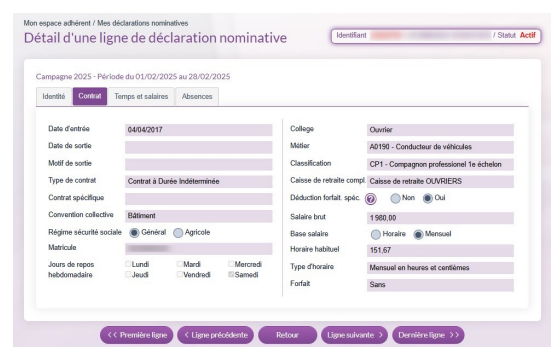 Mon espace adhérent / Mes déclarations nominatives
Détail d'une ligne de déclaration nominative
Identifiant / Statut Actif
Campagne 2025 - Période du 01/02/2025 au 28/02/2025
Identité Contrat Temps et salaires Absences
Date d'entrée 04/04/2017
Date de sortie
Motif de sortie
Type de contrat Contrat à Durée Indéterminée
Contrat spécifique
Convention collective Bâtiment
Régime sécurité sociale Général Agricole
Matricule
Jours de repos hebdomadaire Lundi Mardi Mercredi
Jeudi Vendredi Samedi
College Ouvrier
Métier A0190 - Conducteur de véhicules
Classification CP1 - Compagnon professionel 1e échelon
Caisse de retraite compl. Caisse de retraite OUVRIERS
Déduction forfait. spéc. ? Non Oui
Salaire brut 1 980,00
Base salaire Horaire Mensuel
Horaire habituel 151,67
Type d'horaire Mensuel en heures et centièmes
Forfait Sans
<< Première ligne < Ligne précédente Retour Ligne suivante > Dernière ligne >>